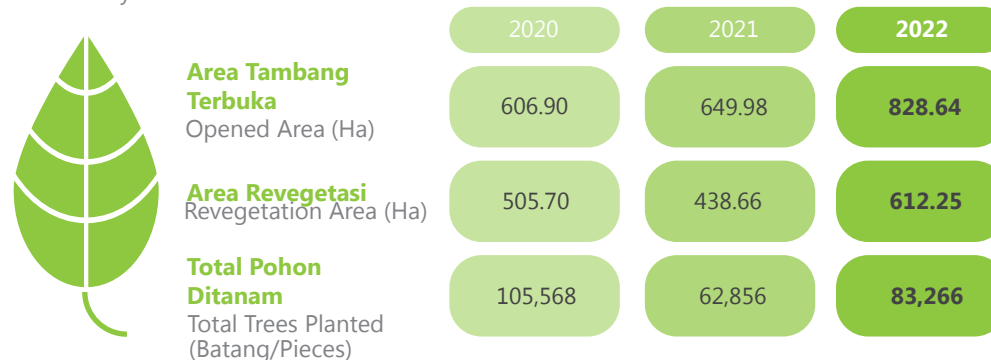 2020 2021 2022
Area Tambang
Terbuka
Opened Area (Ha)
606.90 649.98 828.64
Area Revegetasi
Revegetation Area (Ha)
505.70 438.66 612.25
Total Pohon
Ditanam
Total Trees Planted
(Batang/Pieces)
105,568 62,856 83,266